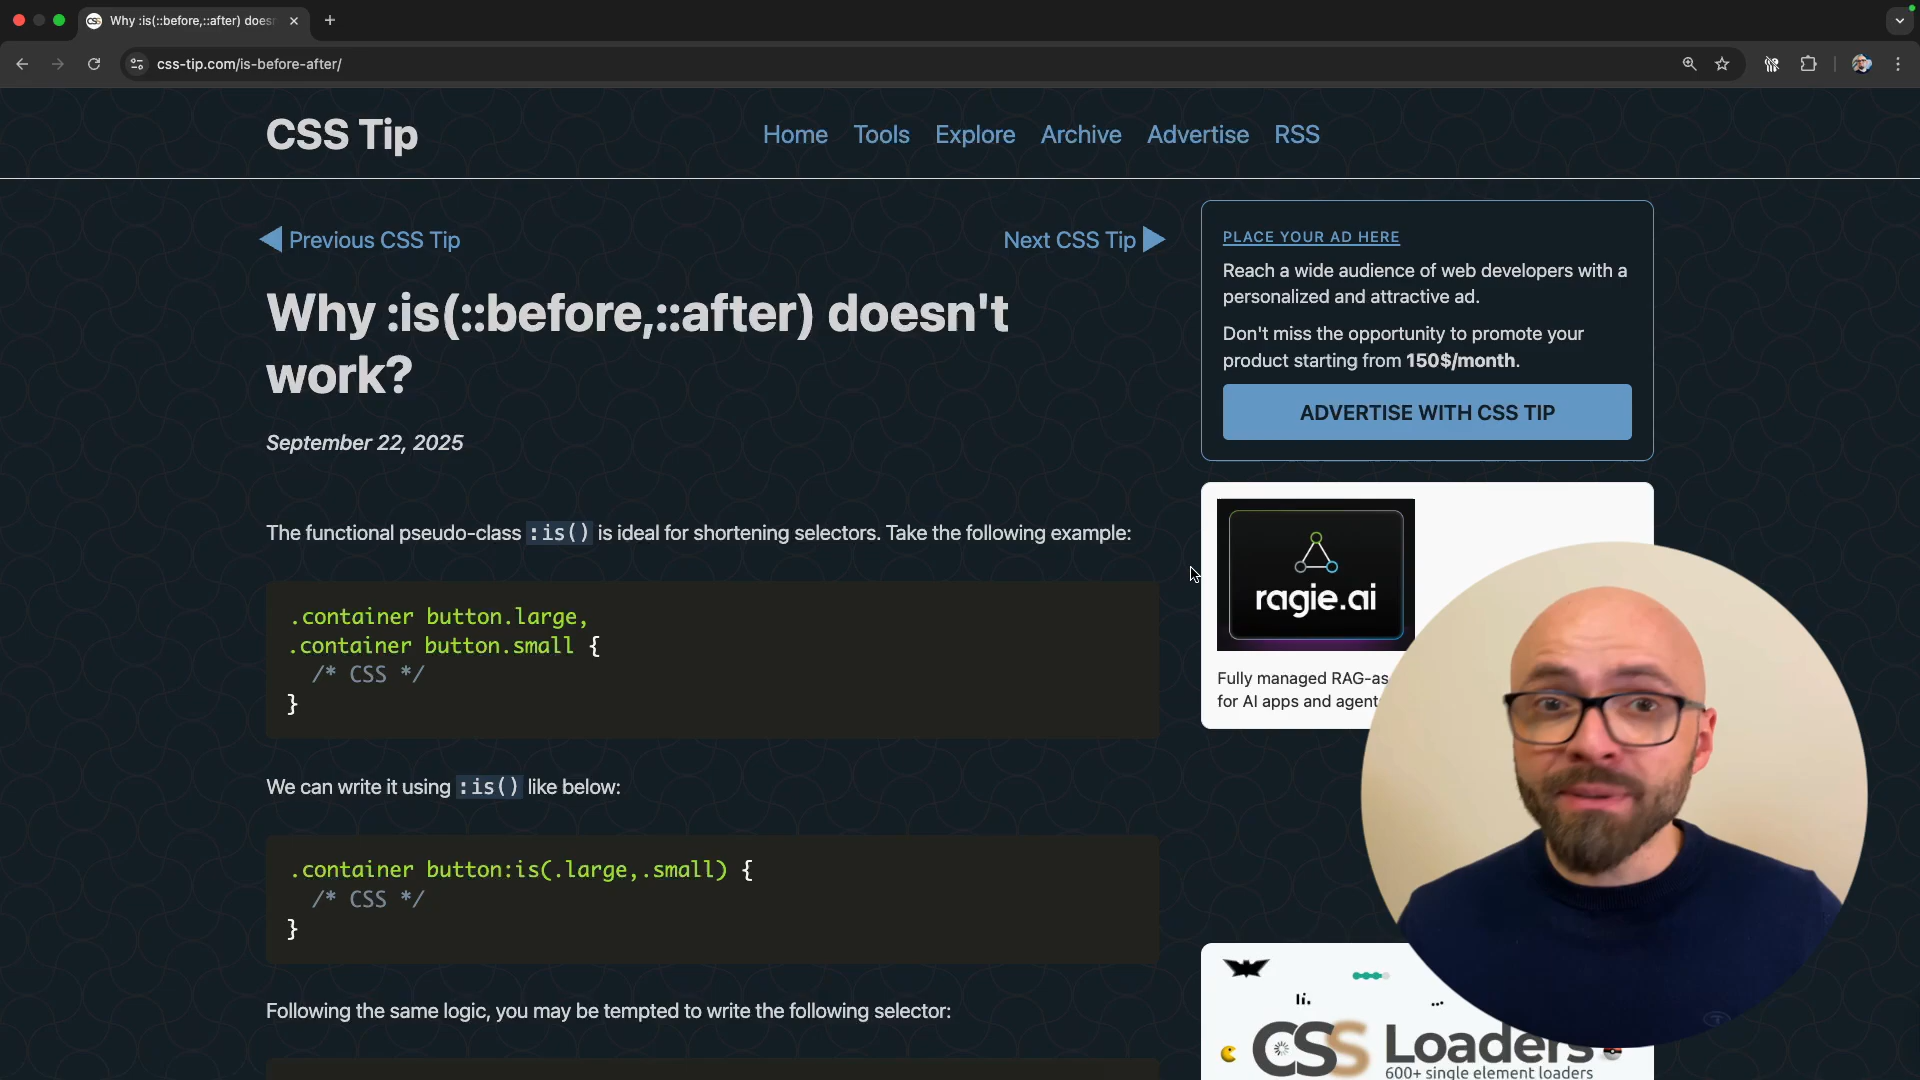 Why :is(::before,::after) does
css-tip.com/is-before-after/
CSS Tip
Home Tools Explore Archive Advertise RSS
Previous CSS Tip
Next CSS Tip
Why :is(::before,::after) doesn't
work?
September 22, 2025
The functional pseudo-class :is() is ideal for shortening selectors. Take the following example:
.container button.large,
.container button.small {
/* CSS */
}
We can write it using :is() like below:
.container button:is(.large,.small) {
/* CSS */
}
Following the same logic, you may be tempted to write the following selector:
PLACE YOUR AD HERE
Reach a wide audience of web developers with a
personalized and attractive ad.
Don't miss the opportunity to promote your
product starting from 150$/month.
ADVERTISE WITH CSS TIP
ragie.ai
Fully managed RAG-as
for AI apps and agent
CSS Loaders
600+ single element loaders